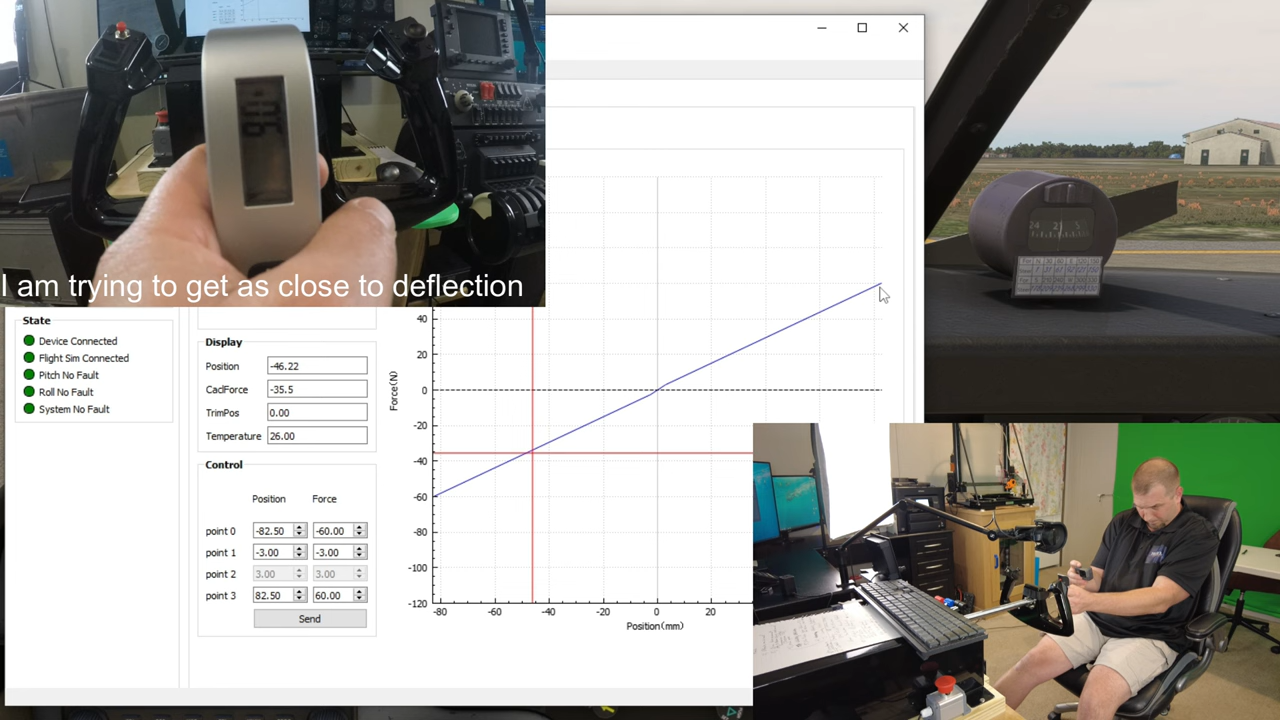 I am trying to get as close to deflection
State
Device Connected
Flight Sim Connected
Pitch No Fault
Roll No Fault
System No Fault
Display
Position -46.22
CaclForce -35.5
TrimPos 0.00
Temperature 26.00
Control
Position Force
point 0 -82.50 -60.00
point 1 -3.00 -3.00
point 2 3.00 3.00
point 3 82.50 60.00
Send
Force(N)
40
20
0
-20
-40
-60
-80
-100
-120
-80 -60 -40 -20 0 20
Position(mm)
24 21